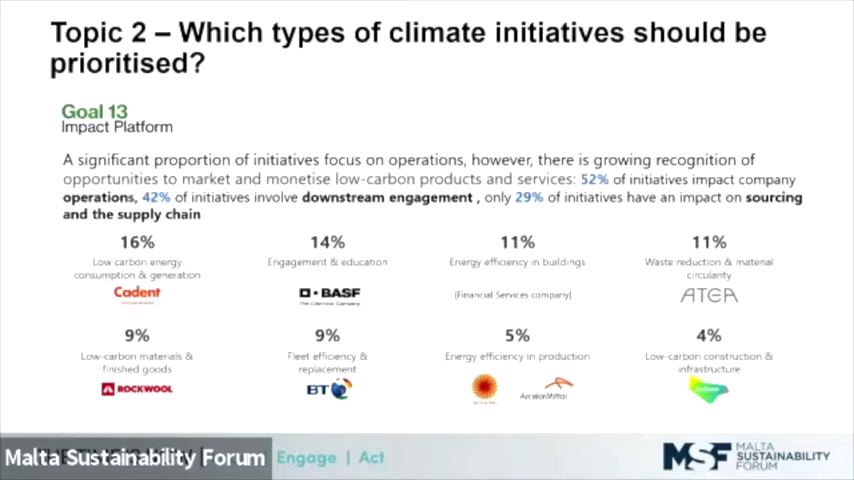 Topic 2 – Which types of climate initiatives should be
prioritised?
Goal 13
Impact Platform
A significant proportion of initiatives focus on operations, however, there is growing recognition of
opportunities to market and monetise low-carbon products and services: 52% of initiatives impact company
operations, 42% of initiatives involve downstream engagement , only 29% of initiatives have an impact on sourcing
and the supply chain
16%
Low carbon energy
consumption & generation
Cadent
14%
Engagement & education
BASF
The Chemical Company
11%
Energy efficiency in buildings
[Financial Services company]
11%
Waste reduction & material
circularity
ATEA
9%
Low-carbon materials &
finished goods
ROCKWOOL
9%
Fleet efficiency &
replacement
BT
5%
Energy efficiency in production
ArcelorMittal
4%
Low-carbon construction &
infrastructure
Malta Sustainability Forum
Engage | Act
MSF
MALTA
SUSTAINABILITY
FORUM